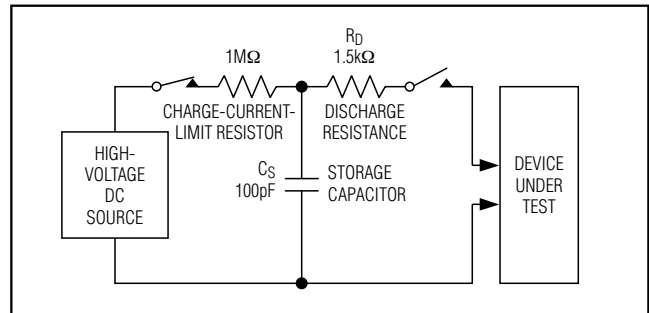 1MΩ
CHARGE-CURRENT-
LIMIT RESISTOR
R_D
1.5kΩ
DISCHARGE
RESISTANCE
HIGH-
VOLTAGE
DC
SOURCE
C_S
100pF
STORAGE
CAPACITOR
DEVICE
UNDER
TEST